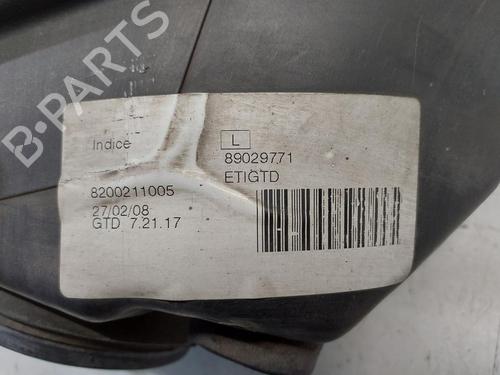 B-PARTS
Indice
L
89029771
ETIGTD
8200211005
27/02/08
GTD 7.21.17